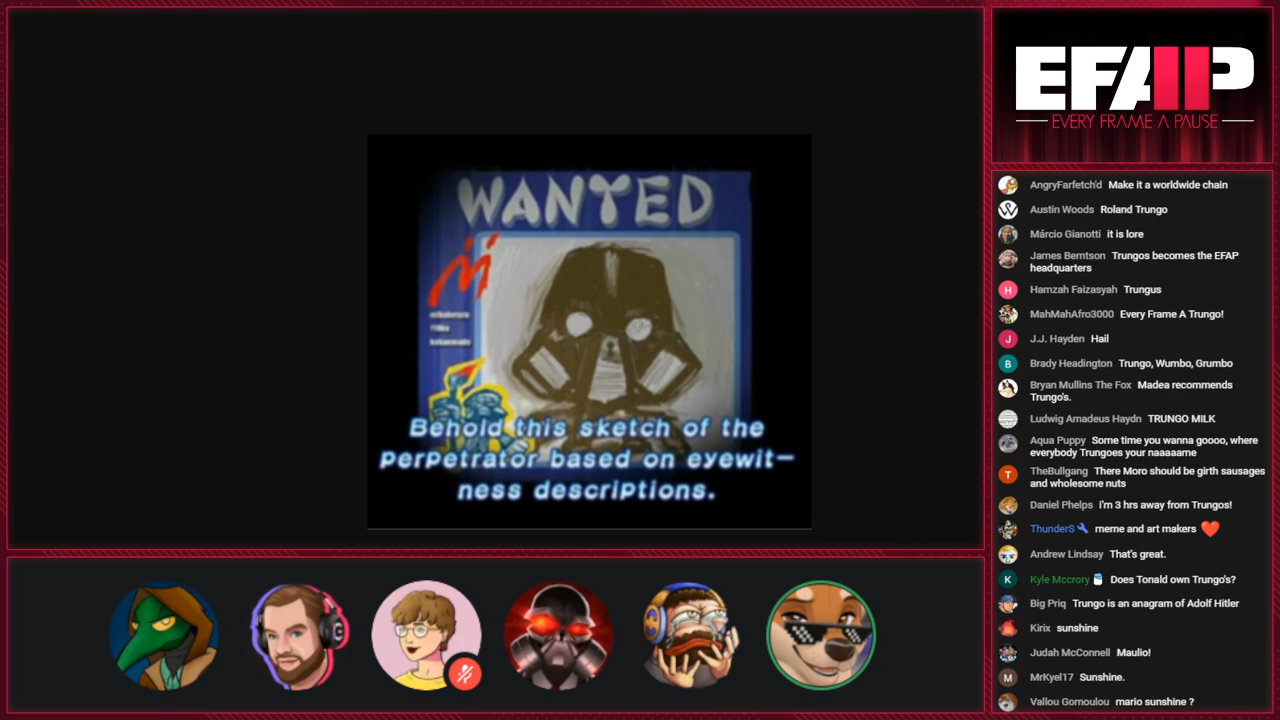 WANTED
Behold this sketch of the
perpetrator based on eyewit–
ness descriptions.
EFAP
EVERY FRAME A PAUSE
AngryFarfetch'd Make it a worldwide chain
Austin Woods Roland Trungo
Márcio Gianotti it is lore
James Berntson Trungos becomes the EFAP
headquarters
H
Hamzah Faizasyah Trungus
MahMahAfro3000 Every Frame A Trungo!
J
J.J. Hayden Hail
B
Brady Headington Trungo, Wumbo, Grumbo
Bryan Mullins The Fox Madea recommends
Trungo's.
Ludwig Amadeus Haydn TRUNGO MILK
Aqua Puppy Some time you wanna goooo, where
everybody Trungoes your naaaaame
T
TheBullgang There Moro should be girth sausages
and wholesome nuts
Daniel Phelps i'm 3 hrs away from Trungos!
ThunderS meme and art makers ❤️
Andrew Lindsay That's great.
K
Kyle Mccrory Does Tonald own Trungo's?
Big Priq Trungo is an anagram of Adolf Hitler
Kirix sunshine
Judah McConnell Maulio!
M
MrKyel17 Sunshine.
Vallou Gomoulou mario sunshine ?